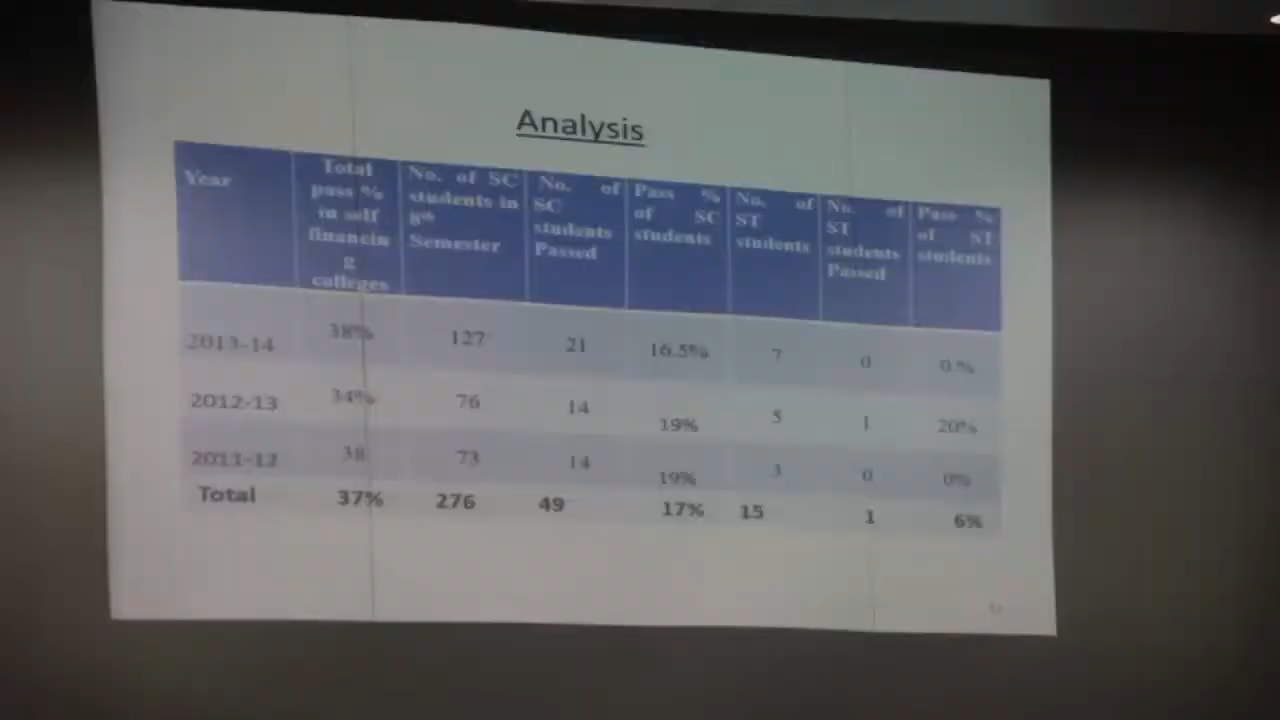 Analysis
Year
Total
pass %
in self
financin
g
colleges
No. of SC
students in
8th
Semester
No. of
SC
students
Passed
Pass %
of SC
students
No. of
ST
students
No. of
ST
students
Passed
Pass %
of ST
students
2013-14 38% 127 21 16.5% 7 0 0 %
2012-13 34% 76 14 19% 5 1 20%
2011-12 38 73 14 19% 3 0 0%
Total 37% 276 49 17% 15 1 6%